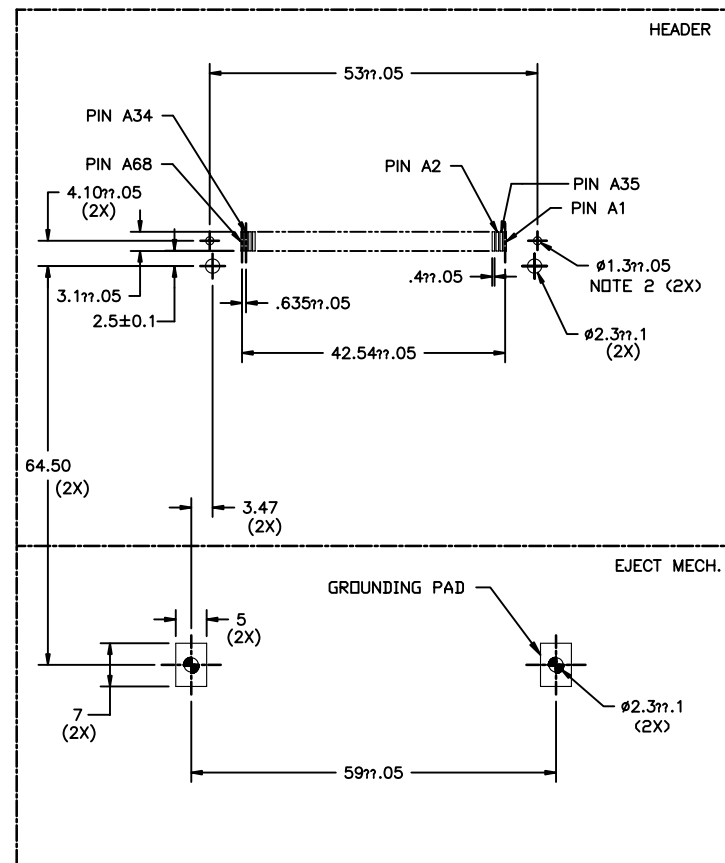 HEADER
53??.05
PIN A34
PIN A68
PIN A2
PIN A35
PIN A1
4.10??.05
(2X)
3.1??.05
2.5±0.1
.635??.05
.4??.05
ø1.3??.05
NOTE 2 (2X)
ø2.3??.1
(2X)
42.54??.05
64.50
(2X)
3.47
(2X)
EJECT MECH.
GROUNDING PAD
5
(2X)
7
(2X)
ø2.3??.1
(2X)
59??.05